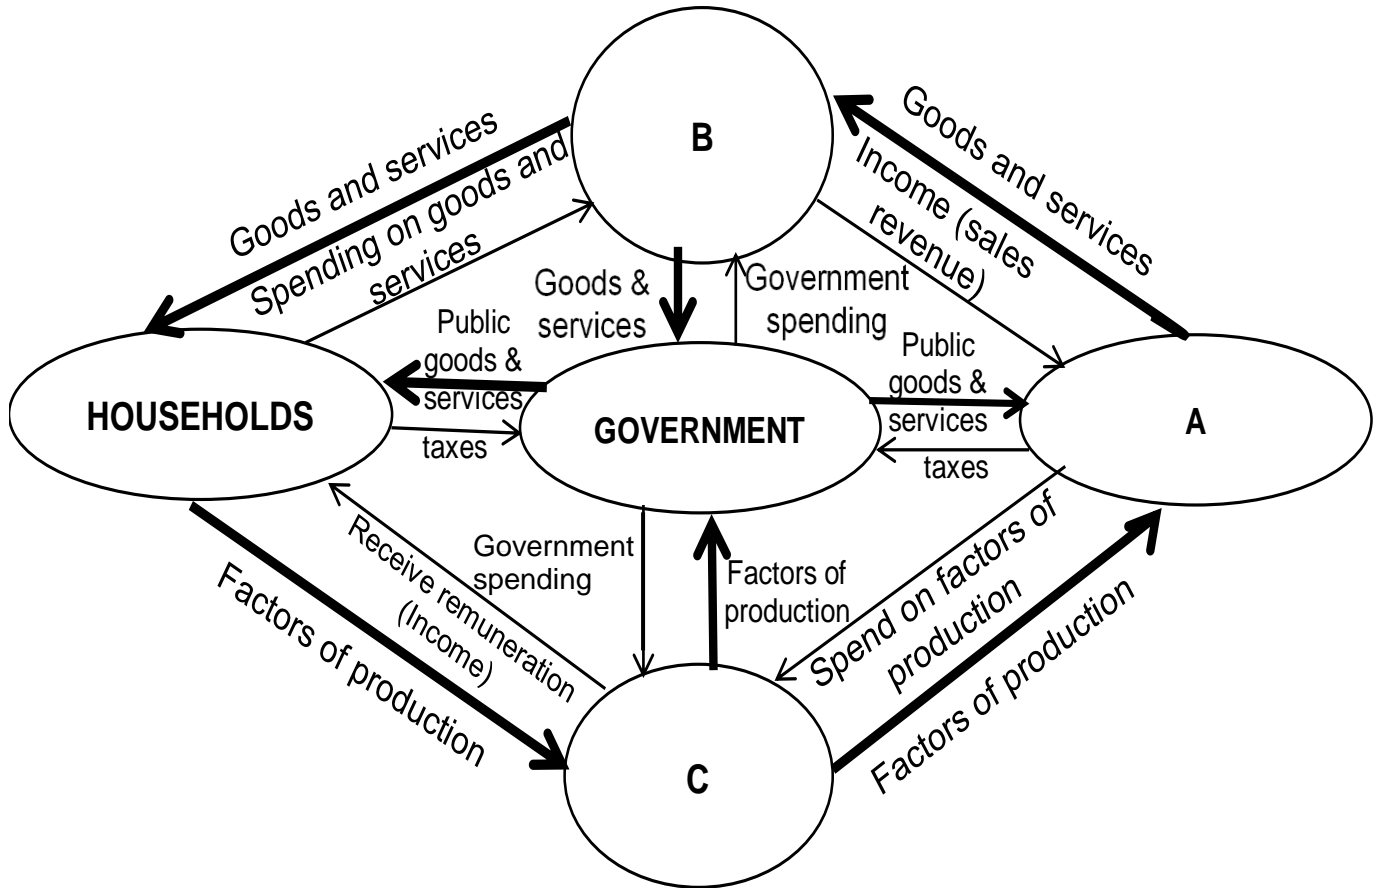 B
Goods and services
Spending on goods and
services
Goods and services
Income (sales
revenue)
Goods &
services
Government
spending
Public
goods &
services
taxes
Public
goods &
services
taxes
HOUSEHOLDS
GOVERNMENT
A
Receive remuneration
(Income)
Factors of production
Government
spending
Factors of
production
Spend on factors of
production
Factors of production
C